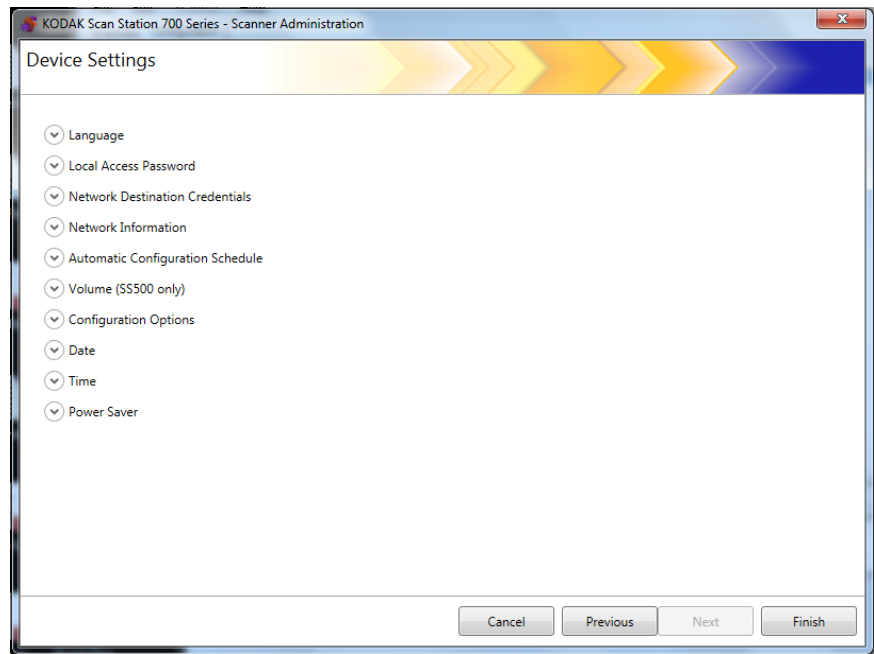 KODAK Scan Station 700 Series - Scanner Administration
Device Settings
Language
Local Access Password
Network Destination Credentials
Network Information
Automatic Configuration Schedule
Volume (SS500 only)
Configuration Options
Date
Time
Power Saver
Cancel Previous Next Finish